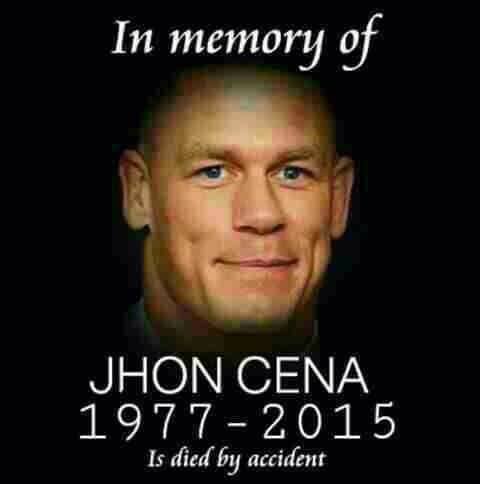 In memory of
JHON CENA
1977-2015
Is died by accident